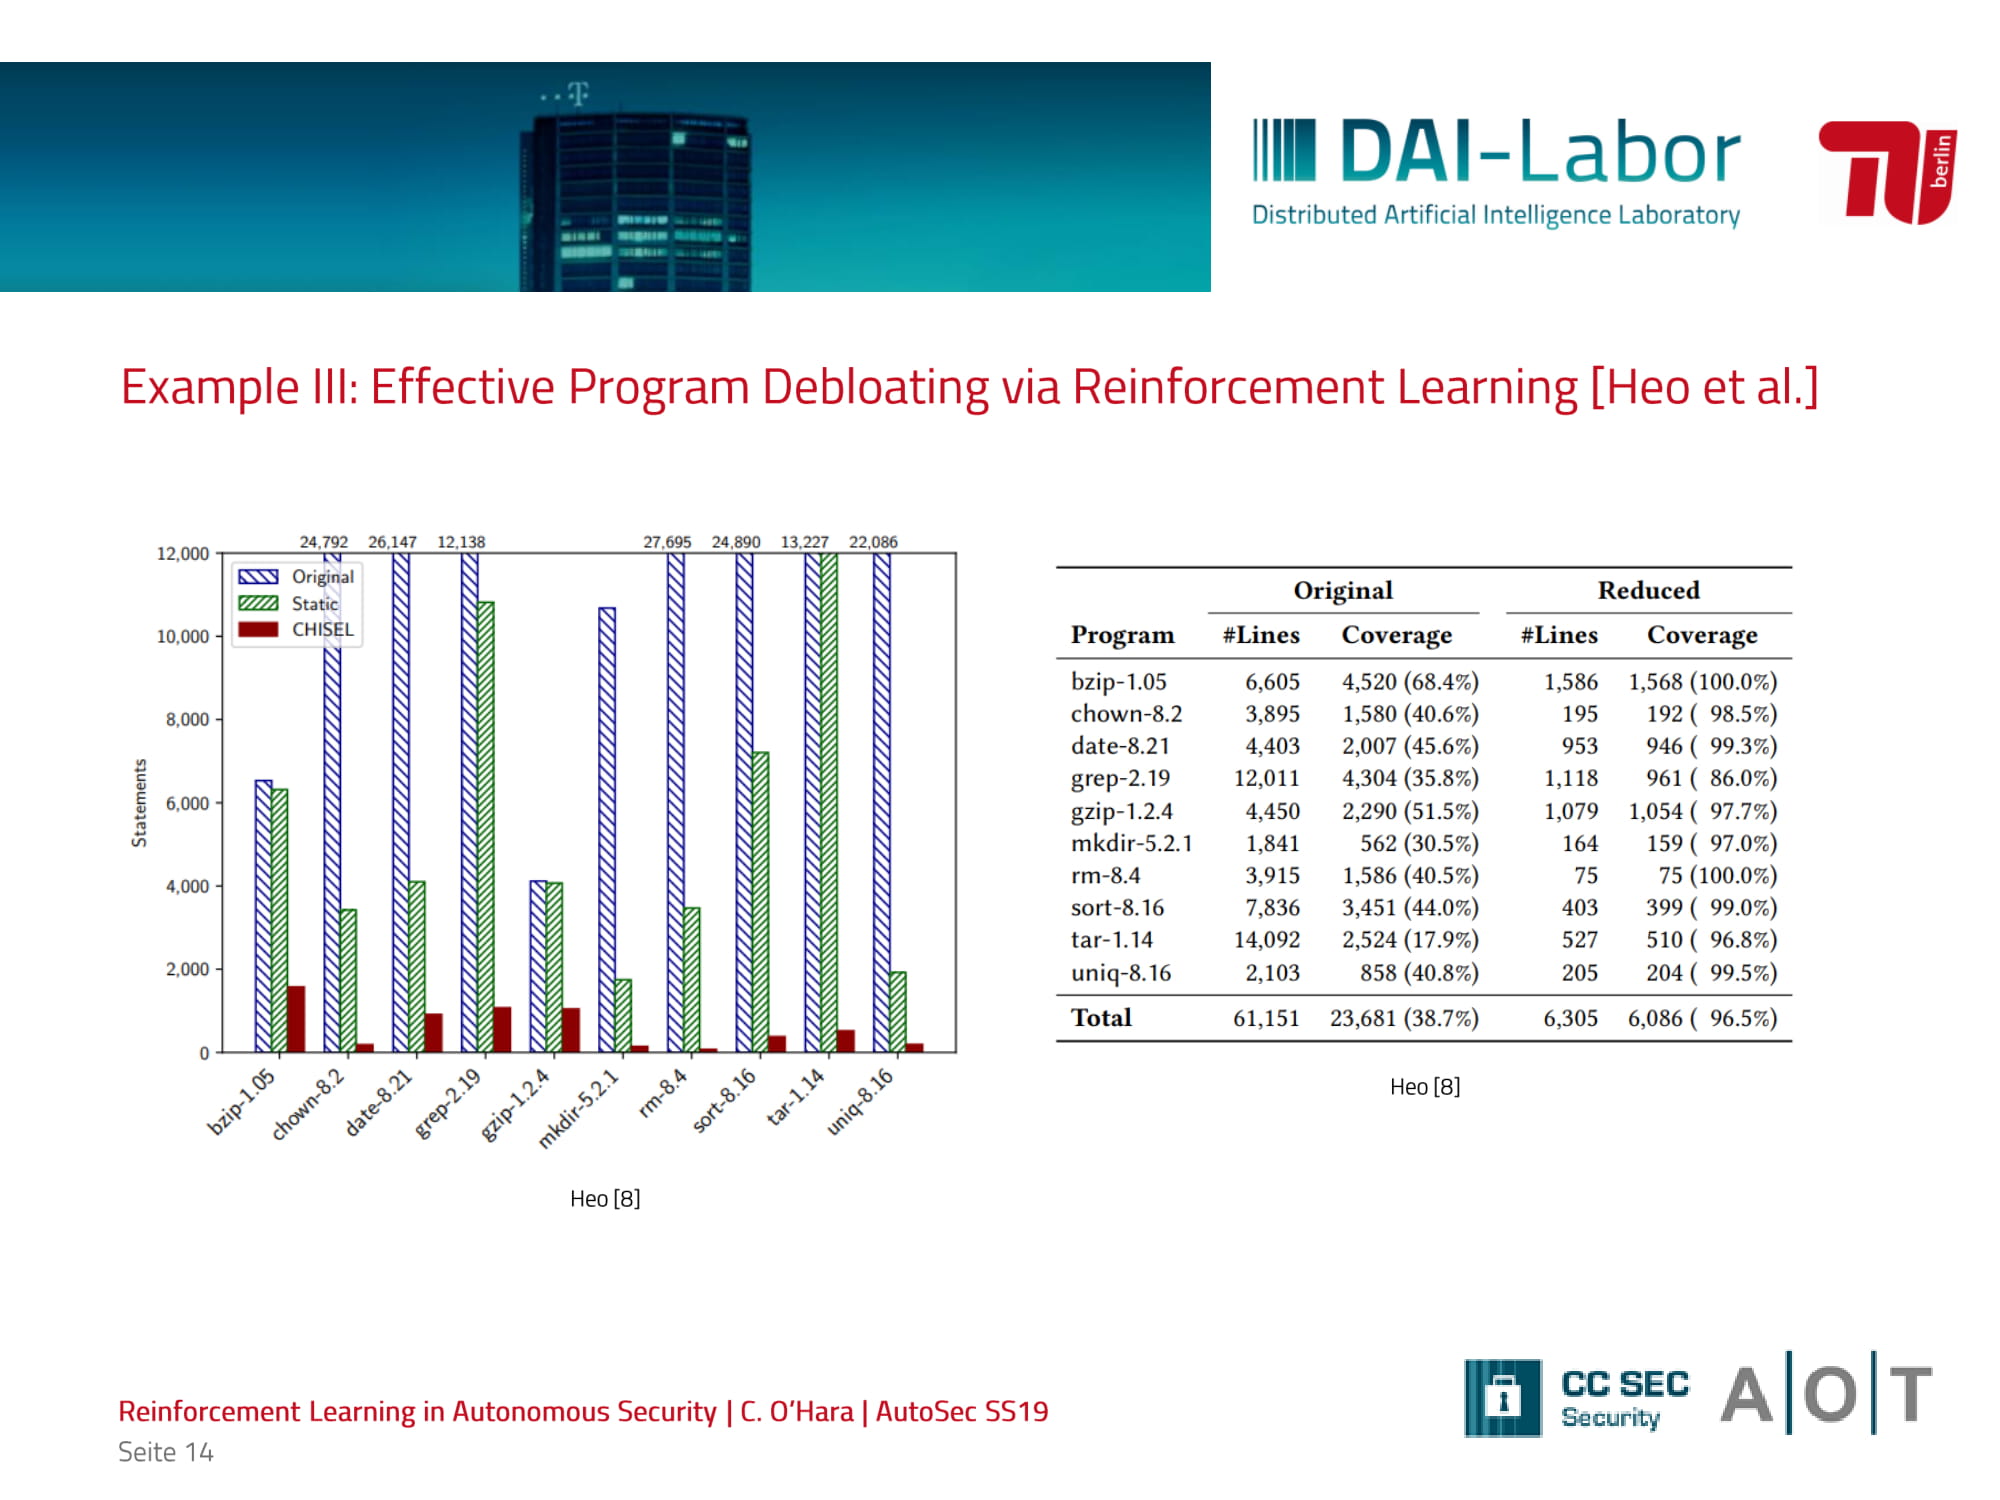 DAI-Labor
Distributed Artificial Intelligence Laboratory
berlin
Example III: Effective Program Debloating via Reinforcement Learning [Heo et al.]
24,792 26,147 12,138 27,695 24,890 13,227 22,086
12,000
10,000
8,000
6,000
4,000
2,000
0
Statements
Original
Static
CHISEL
bzip-1.05 chown-8.2 date-8.21 grep-2.19 gzip-1.2.4 mkdir-5.2.1 rm-8.4 sort-8.16 tar-1.14 uniq-8.16
Heo [8]
Original Reduced
Program #Lines Coverage #Lines Coverage
bzip-1.05 6,605 4,520 (68.4%) 1,586 1,568 (100.0%)
chown-8.2 3,895 1,580 (40.6%) 195 192 ( 98.5%)
date-8.21 4,403 2,007 (45.6%) 953 946 ( 99.3%)
grep-2.19 12,011 4,304 (35.8%) 1,118 961 ( 86.0%)
gzip-1.2.4 4,450 2,290 (51.5%) 1,079 1,054 ( 97.7%)
mkdir-5.2.1 1,841 562 (30.5%) 164 159 ( 97.0%)
rm-8.4 3,915 1,586 (40.5%) 75 75 (100.0%)
sort-8.16 7,836 3,451 (44.0%) 403 399 ( 99.0%)
tar-1.14 14,092 2,524 (17.9%) 527 510 ( 96.8%)
uniq-8.16 2,103 858 (40.8%) 205 204 ( 99.5%)
Total 61,151 23,681 (38.7%) 6,305 6,086 ( 96.5%)
Heo [8]
Reinforcement Learning in Autonomous Security | C. O'Hara | AutoSec SS19
Seite 14
CC SEC
Security
A|O|T